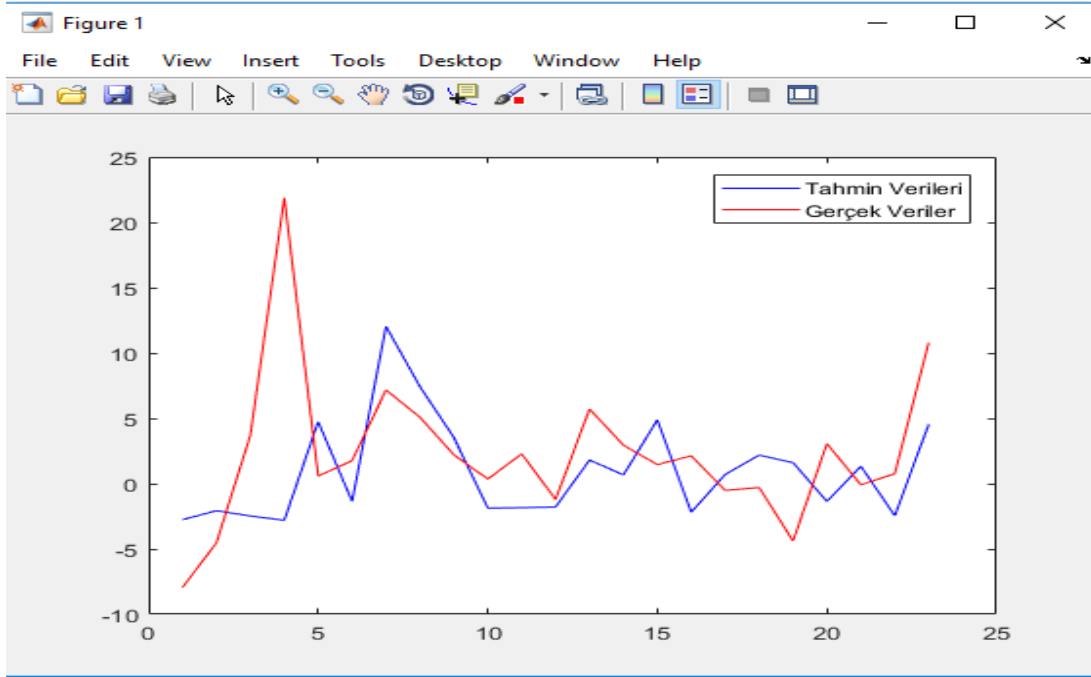 Figure 1
File Edit View Insert Tools Desktop Window Help
Tahmin Verileri
Gerçek Veriler
25
20
15
10
5
0
-5
-10
0 5 10 15 20 25